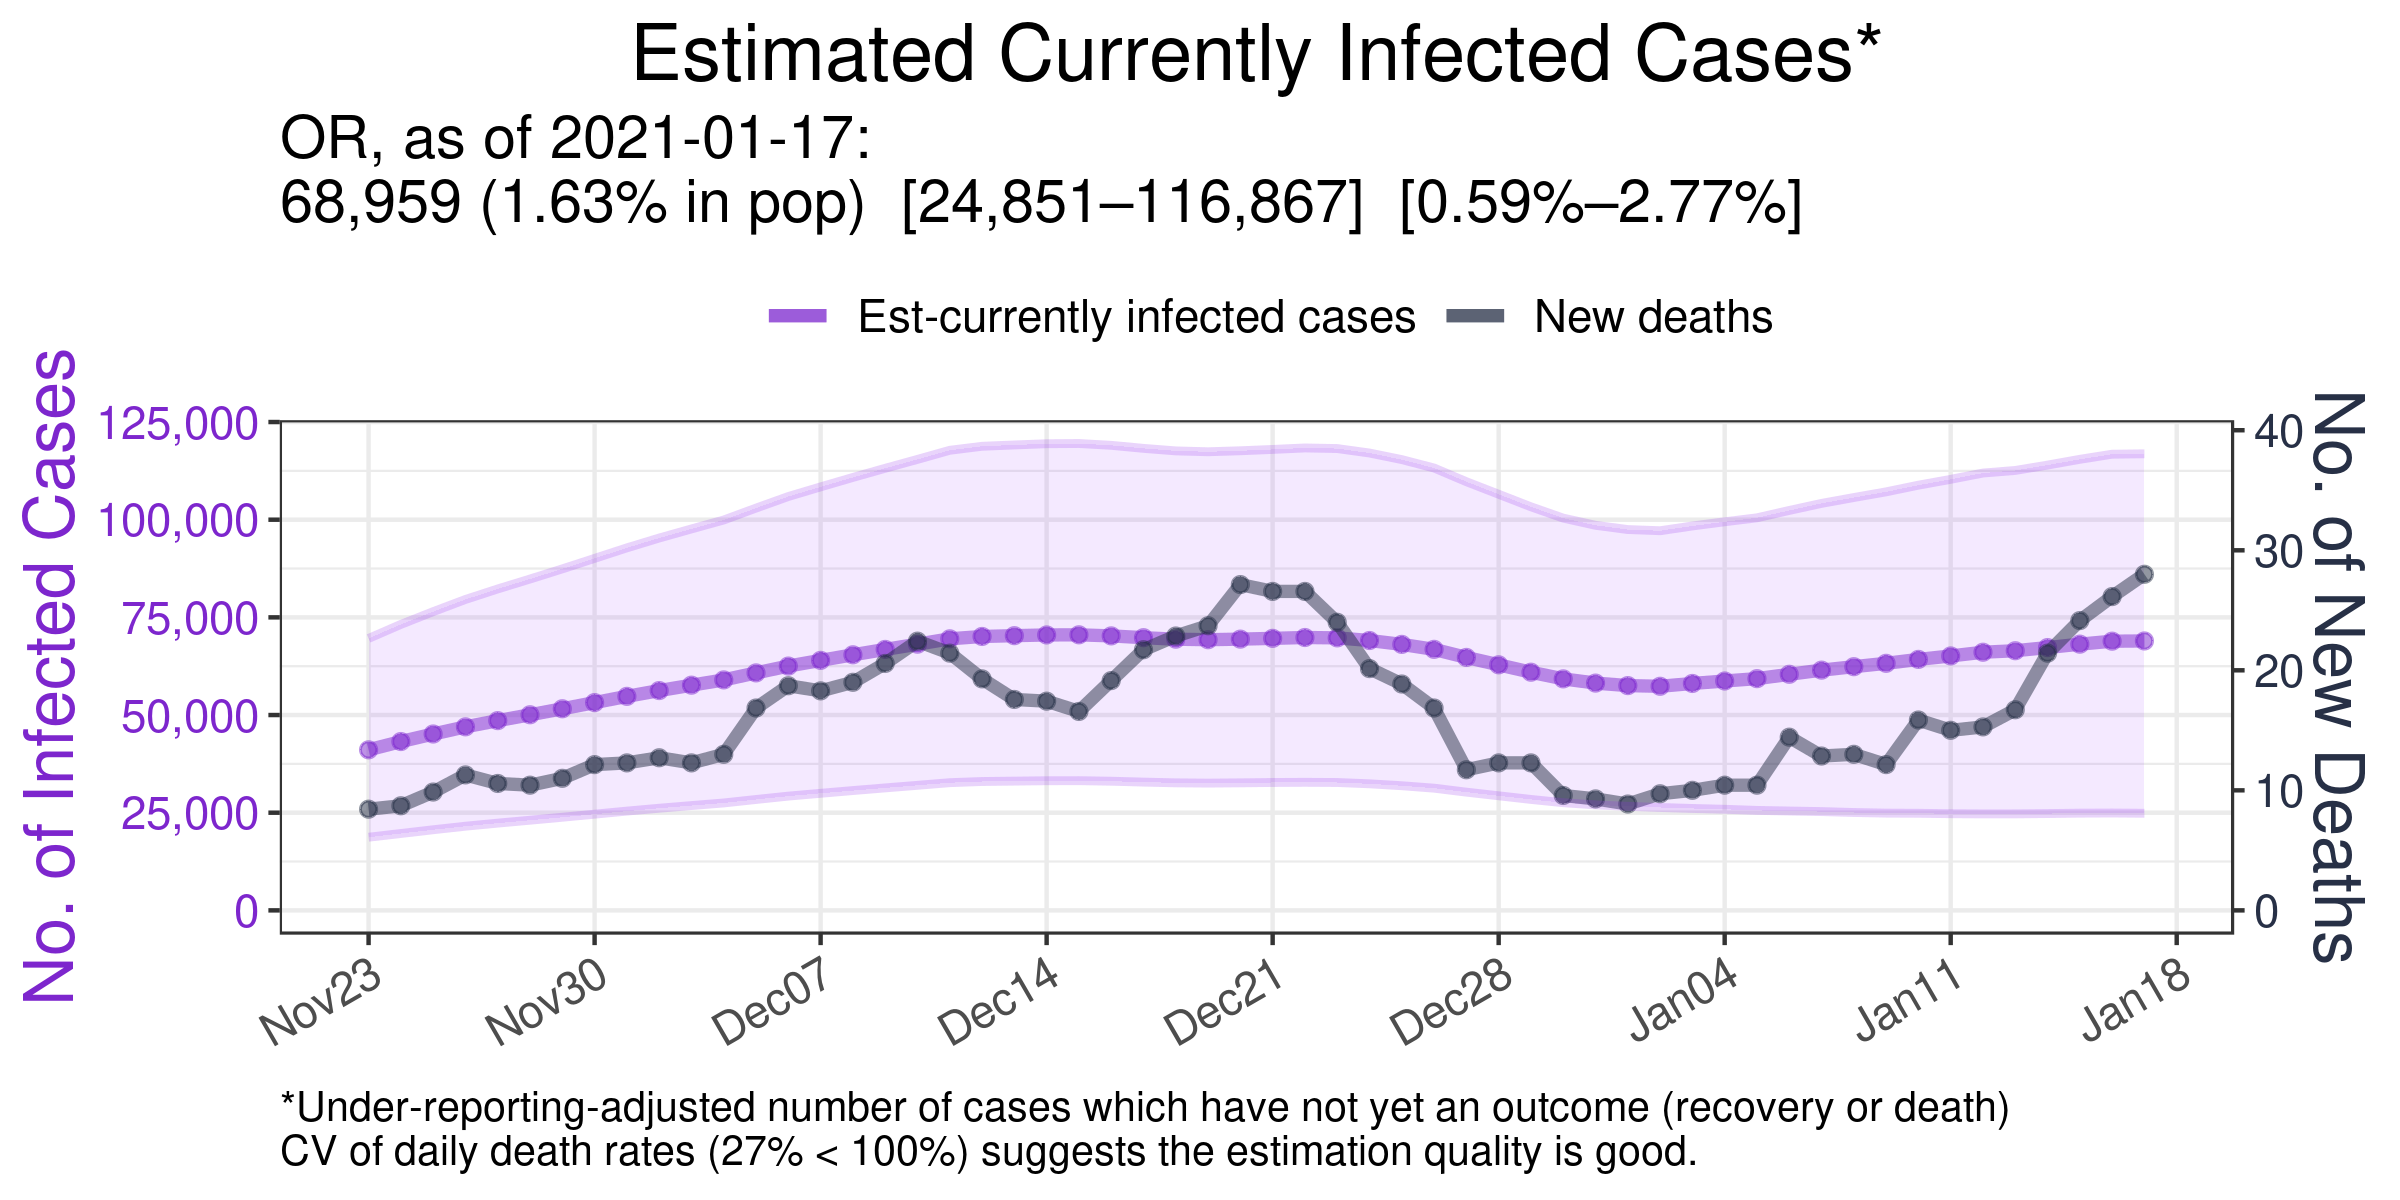 Estimated Currently Infected Cases*
OR, as of 2021-01-17:
68,959 (1.63% in pop)  [24,851–116,867]  [0.59%–2.77%]
Est-currently infected cases
New deaths
No. of Infected Cases
125,000
100,000
75,000
50,000
25,000
0
40
30
20
10
0
No. of New Deaths
Nov23
Nov30
Dec07
Dec14
Dec21
Dec28
Jan04
Jan11
Jan18
*Under-reporting-adjusted number of cases which have not yet an outcome (recovery or death)
CV of daily death rates (27% < 100%) suggests the estimation quality is good.